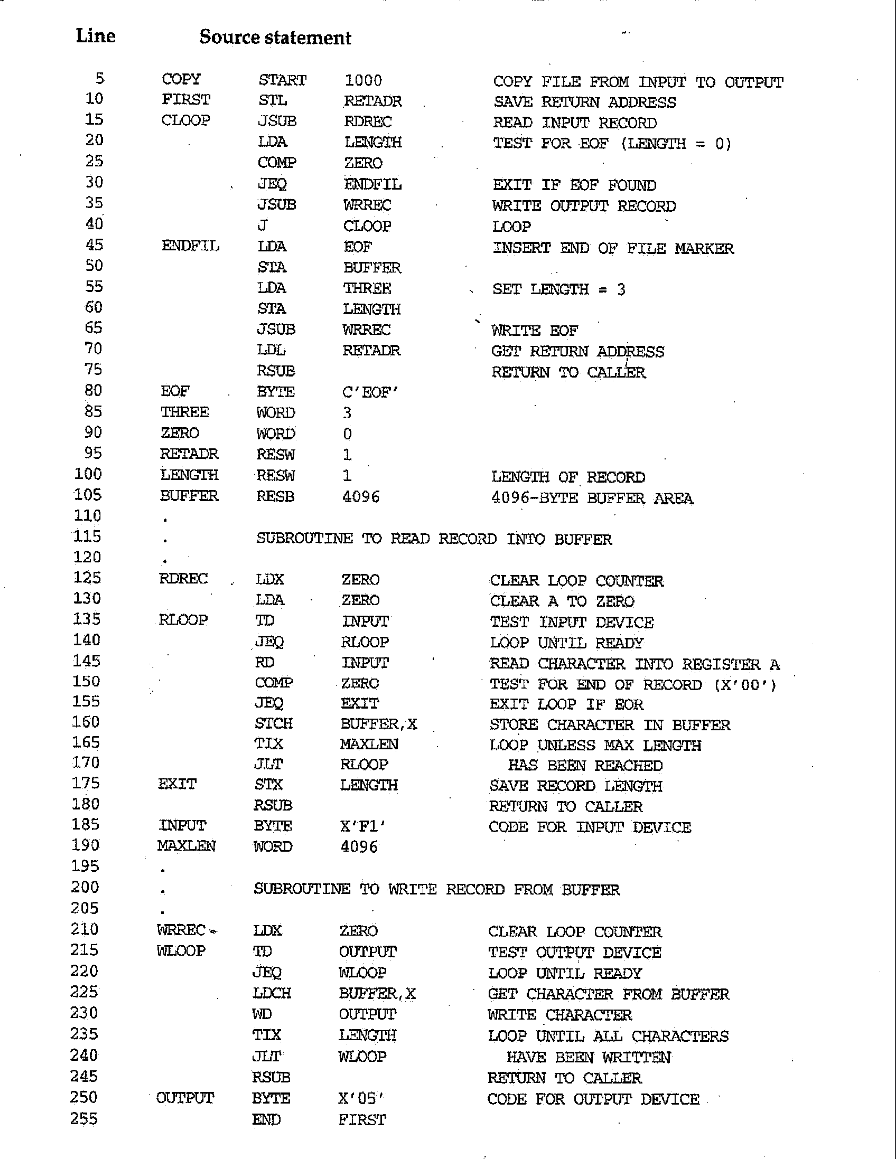 Line Source statement
5 COPY START 1000 COPY FILE FROM INPUT TO OUTPUT
10 FIRST STL RETADR SAVE RETURN ADDRESS
15 CLOOP JSUB RDREC READ INPUT RECORD
20 LDA LENGTH TEST FOR EOF (LENGTH = 0)
25 COMP ZERO
30 JEQ ENDFIL EXIT IF EOF FOUND
35 JSUB WRREC WRITE OUTPUT RECORD
40 J CLOOP LOOP
45 ENDFIL LDA EOF INSERT END OF FILE MARKER
50 STA BUFFER
55 LDA THREE SET LENGTH = 3
60 STA LENGTH
65 JSUB WRREC WRITE EOF
70 LDL RETADR GET RETURN ADDRESS
75 RSUB RETURN TO CALLER
80 EOF BYTE C'EOF'
85 THREE WORD 3
90 ZERO WORD 0
95 RETADR RESW 1
100 LENGTH RESW 1 LENGTH OF RECORD
105 BUFFER RESB 4096 4096-BYTE BUFFER AREA
110 .
115 . SUBROUTINE TO READ RECORD INTO BUFFER
120 .
125 RDREC LDX ZERO CLEAR LOOP COUNTER
130 LDA ZERO CLEAR A TO ZERO
135 RLOOP TD INPUT TEST INPUT DEVICE
140 JEQ RLOOP LOOP UNTIL READY
145 RD INPUT READ CHARACTER INTO REGISTER A
150 COMP ZERO TEST FOR END OF RECORD (X'00')
155 JEQ EXIT EXIT LOOP IF EOR
160 STCH BUFFER,X STORE CHARACTER IN BUFFER
165 TIX MAXLEN LOOP UNLESS MAX LENGTH
170 JLT RLOOP HAS BEEN REACHED
175 EXIT STX LENGTH SAVE RECORD LENGTH
180 RSUB RETURN TO CALLER
185 INPUT BYTE X'F1' CODE FOR INPUT DEVICE
190 MAXLEN WORD 4096
195 .
200 . SUBROUTINE TO WRITE RECORD FROM BUFFER
205 .
210 WRREC LDX ZERO CLEAR LOOP COUNTER
215 WLOOP TD OUTPUT TEST OUTPUT DEVICE
220 JEQ WLOOP LOOP UNTIL READY
225 LDCH BUFFER,X GET CHARACTER FROM BUFFER
230 WD OUTPUT WRITE CHARACTER
235 TIX LENGTH LOOP UNTIL ALL CHARACTERS
240 JLT WLOOP HAVE BEEN WRITTEN
245 RSUB RETURN TO CALLER
250 OUTPUT BYTE X'05' CODE FOR OUTPUT DEVICE
255 END FIRST